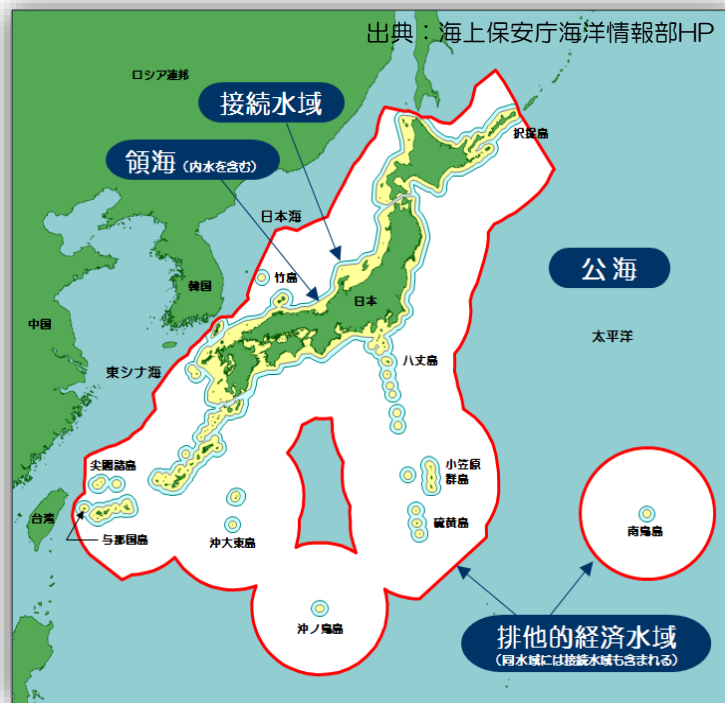 出典：海上保安庁海洋情報部HP
ロシア連邦
接続水域
択捉島
領海（内水を含む）
日本海
竹島
公海
韓国
日本
中国
太平洋
東シナ海
八丈島
尖閣諸島
小笠原
群島
台湾
与那国島
沖大東島
硫黄島
南鳥島
沖ノ鳥島
排他的経済水域
（同水域には接続水域も含まれる）